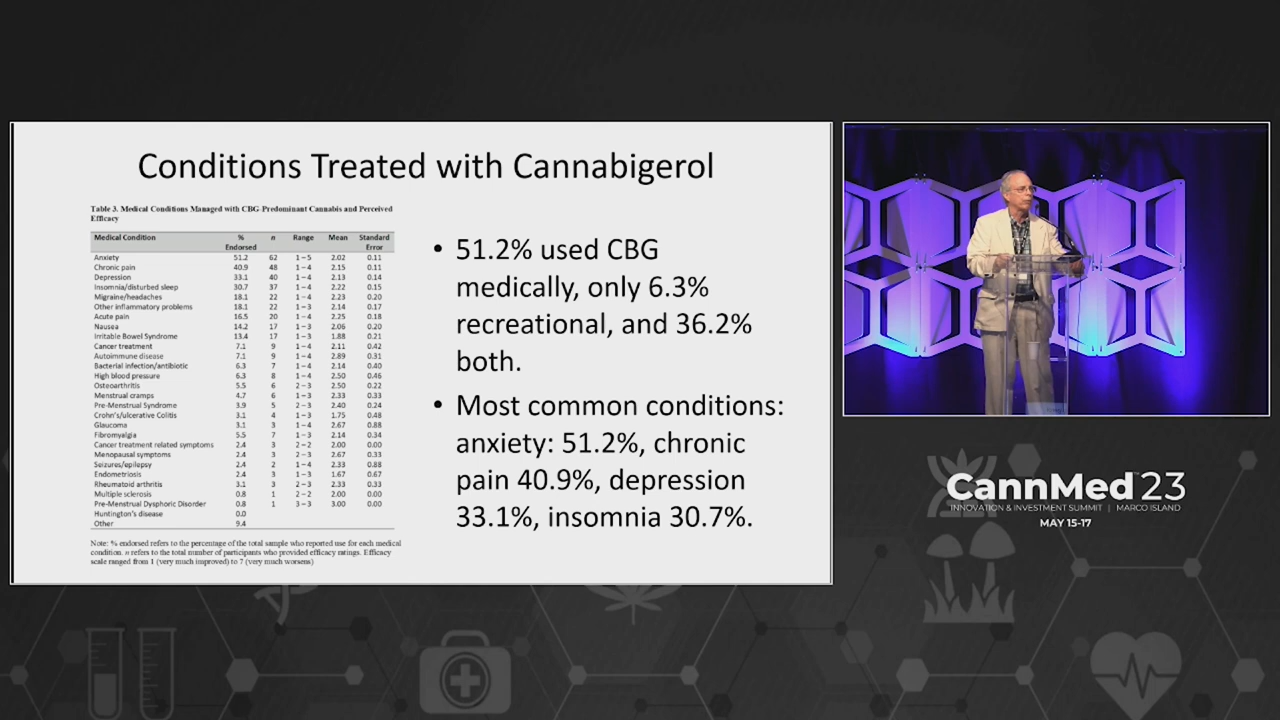 Conditions Treated with Cannabigerol
Table 3. Medical Conditions Managed with CBG-Predominant Cannabis and Perceived
Efficacy
Medical Condition % Endorsed n Range Mean Standard Error
Anxiety 51.2 62 1–5 2.02 0.11
Chronic pain 40.9 48 1–4 2.15 0.11
Depression 33.1 40 1–4 2.13 0.14
Insomnia/disturbed sleep 30.7 37 1–4 2.22 0.15
Migraine/headaches 18.1 22 1–4 2.23 0.20
Other inflammatory problems 18.1 22 1–3 2.14 0.17
Acute pain 16.5 20 1–4 2.25 0.18
Nausea 14.2 17 1–3 2.06 0.20
Irritable Bowel Syndrome 13.4 17 1–3 1.88 0.21
Cancer treatment 7.1 9 1–4 2.11 0.42
Autoimmune disease 7.1 9 1–4 2.89 0.31
Bacterial infection/antibiotic 6.3 7 1–4 2.14 0.40
High blood pressure 6.3 8 1–4 2.50 0.46
Osteoarthritis 5.5 6 2–3 2.50 0.22
Menstrual cramps 4.7 6 1–3 2.33 0.33
Pre-Menstrual Syndrome 3.9 5 2–3 2.40 0.24
Crohn's/ulcerative Colitis 3.1 4 1–3 1.75 0.48
Glaucoma 3.1 3 1–4 2.67 0.88
Fibromyalgia 5.5 7 1–3 2.14 0.34
Cancer treatment related symptoms 2.4 3 2–2 2.00 0.00
Menopausal symptoms 2.4 3 2–3 2.67 0.33
Seizures/epilepsy 2.4 2 1–4 2.33 0.88
Endometriosis 2.4 3 1–3 1.67 0.67
Rheumatoid arthritis 3.1 3 2–3 2.33 0.33
Multiple sclerosis 0.8 1 2–2 2.00 0.00
Pre-Menstrual Dysphoric Disorder 0.8 1 3–3 3.00 0.00
Huntington's disease 0.0
Other 9.4
Note: % endorsed refers to the percentage of the total sample who reported use for each medical
condition. n refers to the total number of participants who provided efficacy ratings. Efficacy
scale ranged from 1 (very much improved) to 7 (very much worsens)
• 51.2% used CBG
medically, only 6.3%
recreational, and 36.2%
both.
• Most common conditions:
anxiety: 51.2%, chronic
pain 40.9%, depression
33.1%, insomnia 30.7%.
CannMed™ 23
INNOVATION & INVESTMENT SUMMIT | MARCO ISLAND
MAY 15-17